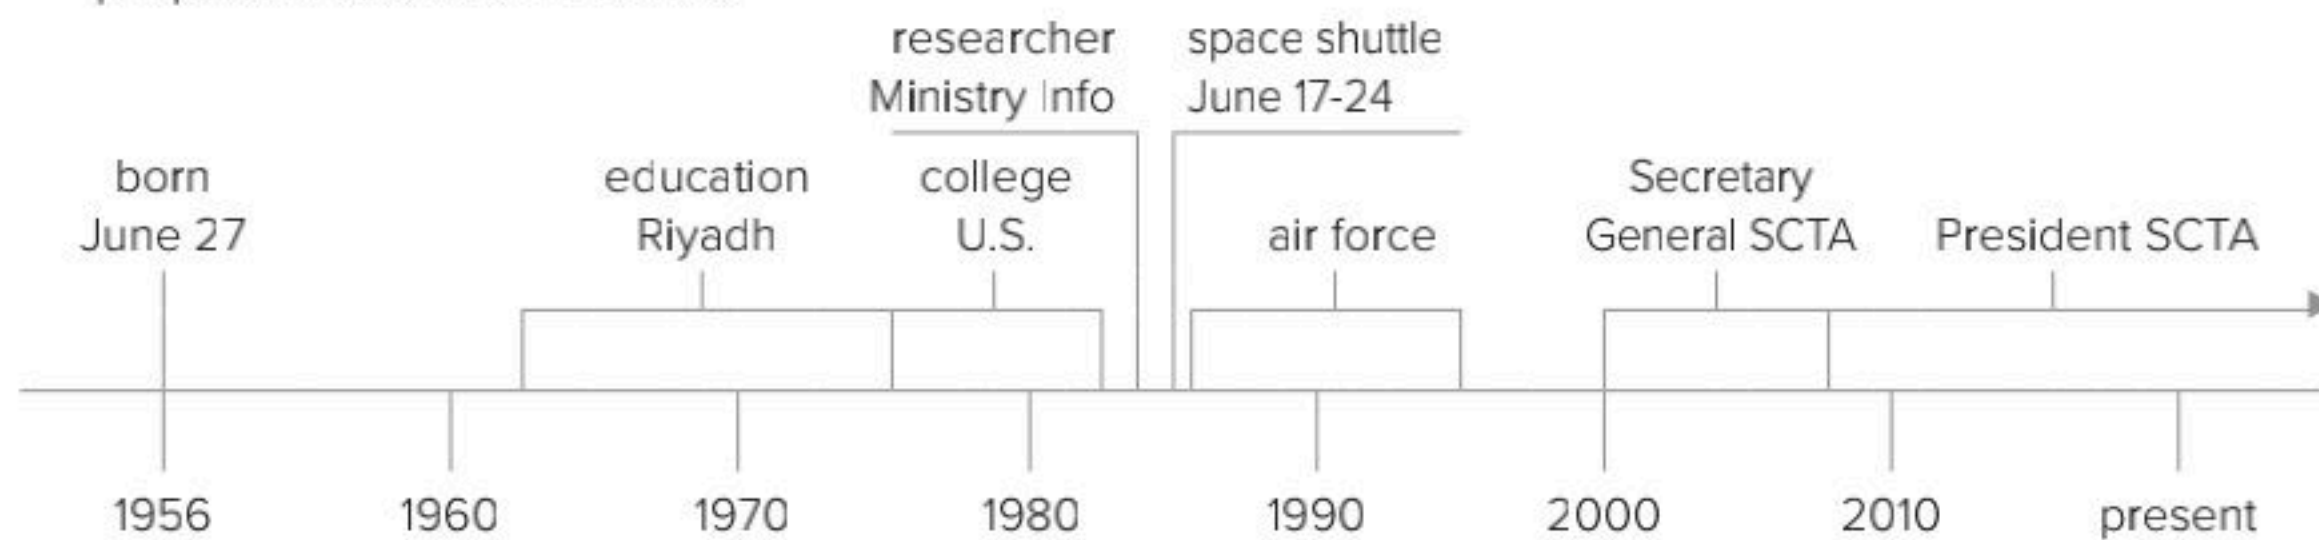 researcher
Ministry Info
space shuttle
June 17-24
born
June 27
education
Riyadh
college
U.S.
air force
Secretary
General SCTA
President SCTA
1956
1960
1970
1980
1990
2000
2010
present